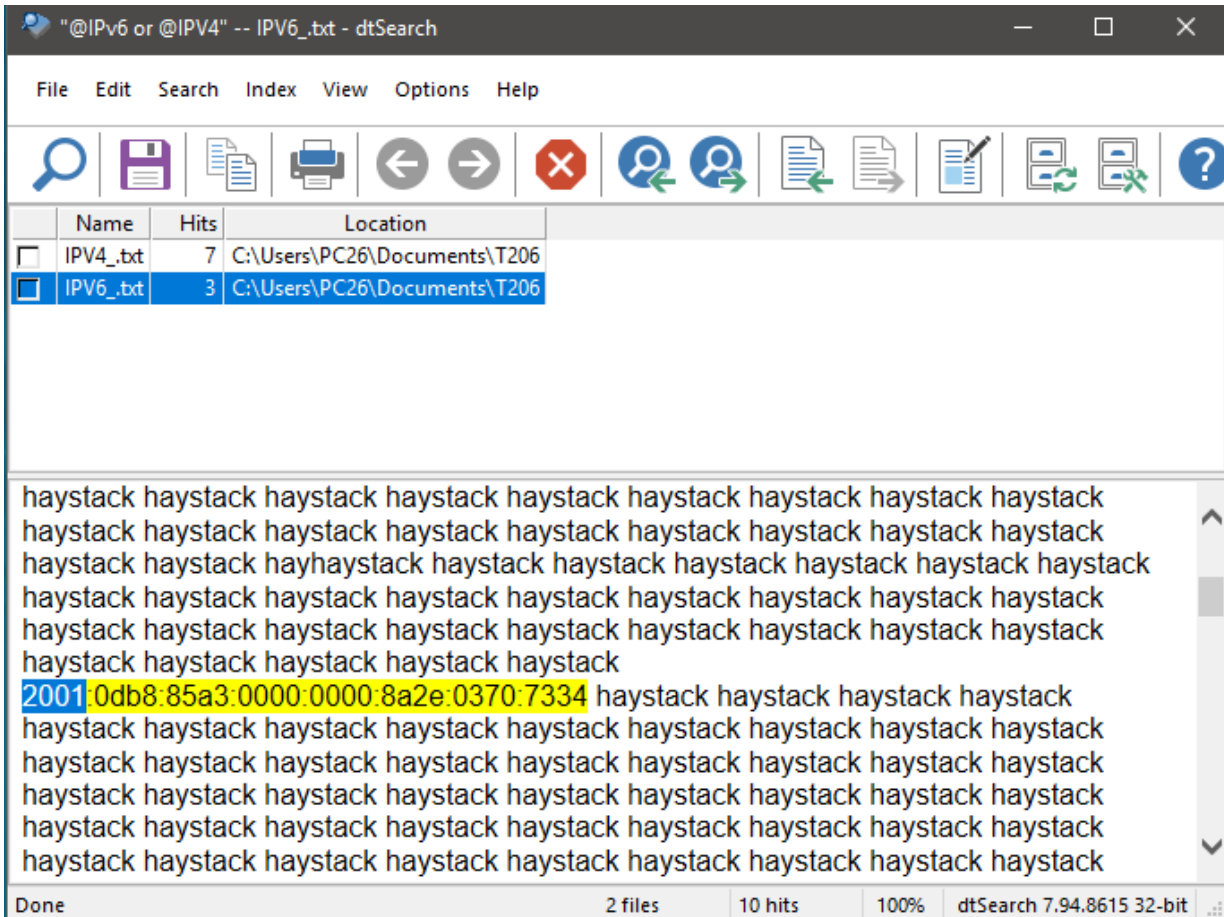 "@IPv6 or @IPV4" -- IPV6_.txt - dtSearch
File Edit Search Index View Options Help
?
Name Hits Location
IPV4_.txt 7 C:\Users\PC26\Documents\T206
IPV6_.txt 3 C:\Users\PC26\Documents\T206
haystack haystack haystack haystack haystack haystack haystack haystack haystack
haystack haystack haystack haystack haystack haystack haystack haystack haystack
haystack haystack hayhaystack haystack haystack haystack haystack haystack haystack
haystack haystack haystack haystack haystack haystack haystack haystack haystack
haystack haystack haystack haystack haystack haystack haystack haystack haystack
haystack haystack haystack haystack haystack
2001:0db8:85a3:0000:0000:8a2e:0370:7334 haystack haystack haystack haystack
haystack haystack haystack haystack haystack haystack haystack haystack haystack
haystack haystack haystack haystack haystack haystack haystack haystack haystack
haystack haystack haystack haystack haystack haystack haystack haystack haystack
haystack haystack haystack haystack haystack haystack haystack haystack haystack
haystack haystack haystack haystack haystack haystack haystack haystack haystack
Done 2 files 10 hits 100% dtSearch 7.94.8615 32-bit